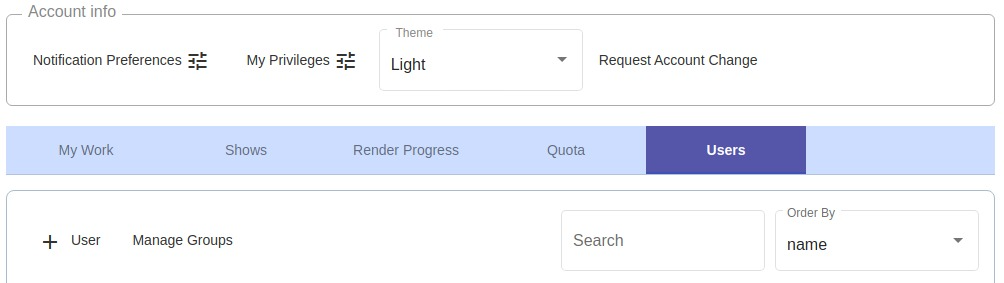 Account info
Theme
Notification Preferences My Privileges Light Request Account Change
My Work Shows Render Progress Quota Users
Order By
User Manage Groups Search name